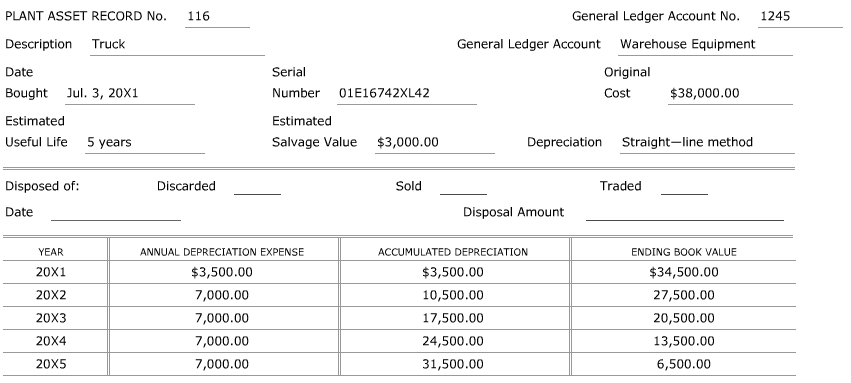 PLANT ASSET RECORD No. 116 General Ledger Account No. 1245
Description Truck General Ledger Account Warehouse Equipment
Date Serial Original
Bought Jul. 3, 20X1 Number 01E16742XL42 Cost $38,000.00
Estimated Estimated
Useful Life 5 years Salvage Value $3,000.00 Depreciation Straight—line method
Disposed of: Discarded Sold Traded
Date Disposal Amount
YEAR ANNUAL DEPRECIATION EXPENSE ACCUMULATED DEPRECIATION ENDING BOOK VALUE
20X1 $3,500.00 $3,500.00 $34,500.00
20X2 7,000.00 10,500.00 27,500.00
20X3 7,000.00 17,500.00 20,500.00
20X4 7,000.00 24,500.00 13,500.00
20X5 7,000.00 31,500.00 6,500.00